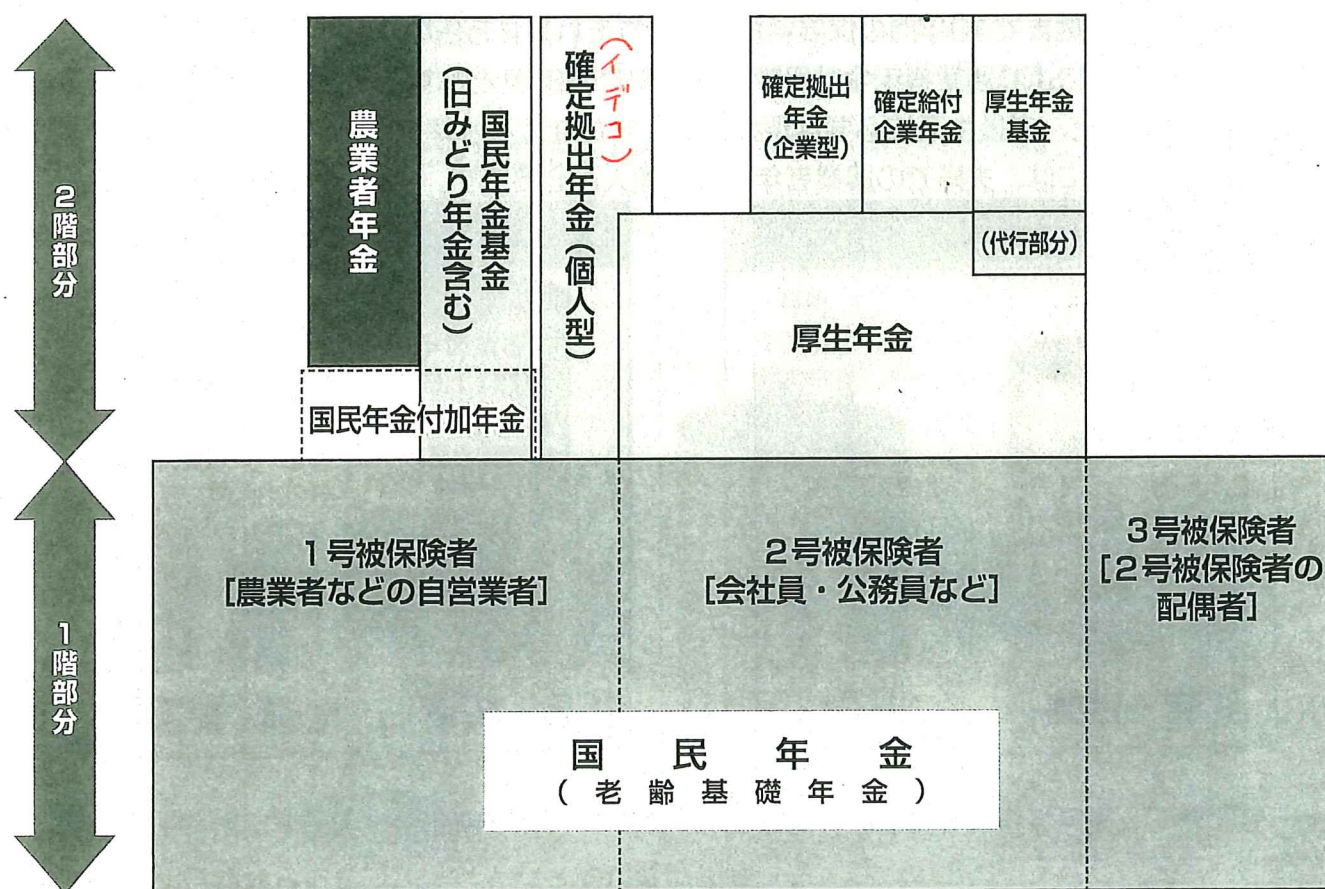 2階部分
1階部分
農業者年金
国民年金基金
(旧みどり年金含む)
確定拠出年金(個人型)
(イデコ)
確定拠出
年金
(企業型)
確定給付
企業年金
厚生年金
基金
(代行部分)
厚生年金
国民年金付加年金
1号被保険者
[農業者などの自営業者]
2号被保険者
[会社員・公務員など]
3号被保険者
[2号被保険者の
配偶者]
国民年金
(老齢基礎年金)